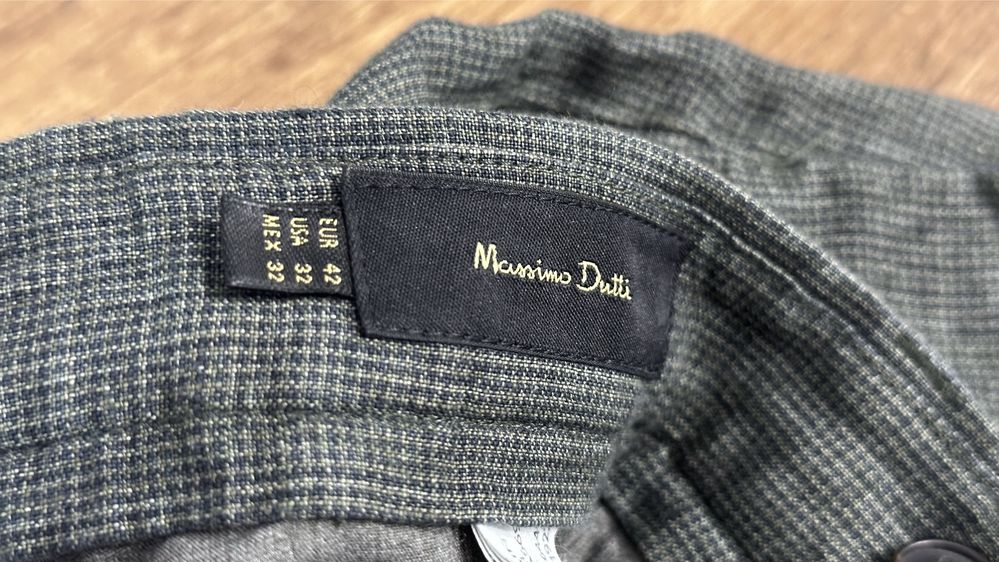 EUR 42
USA 32
MEX 32
Massimo Dutti